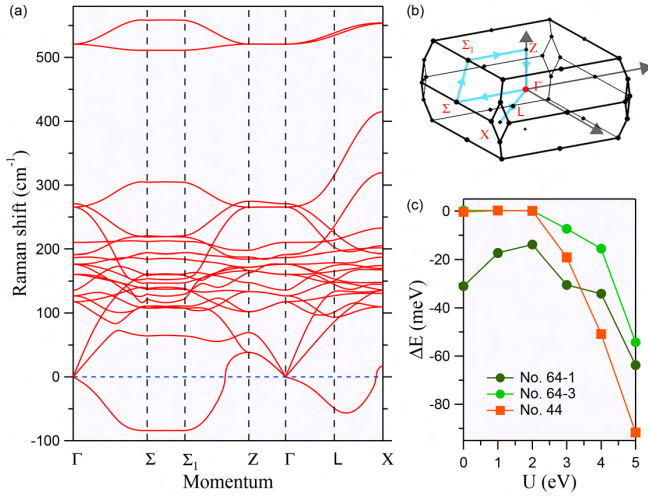 (a)
500
400
300
200
100
0
-100
Raman shift (cm⁻¹)
Γ Σ Σ₁ Z Γ L X
Momentum
(b)
Σ₁ Z
Σ Γ
L
X
(c)
0
-20
-40
-60
-80
ΔE (meV)
No. 64-1
No. 64-3
No. 44
0 1 2 3 4 5
U (eV)